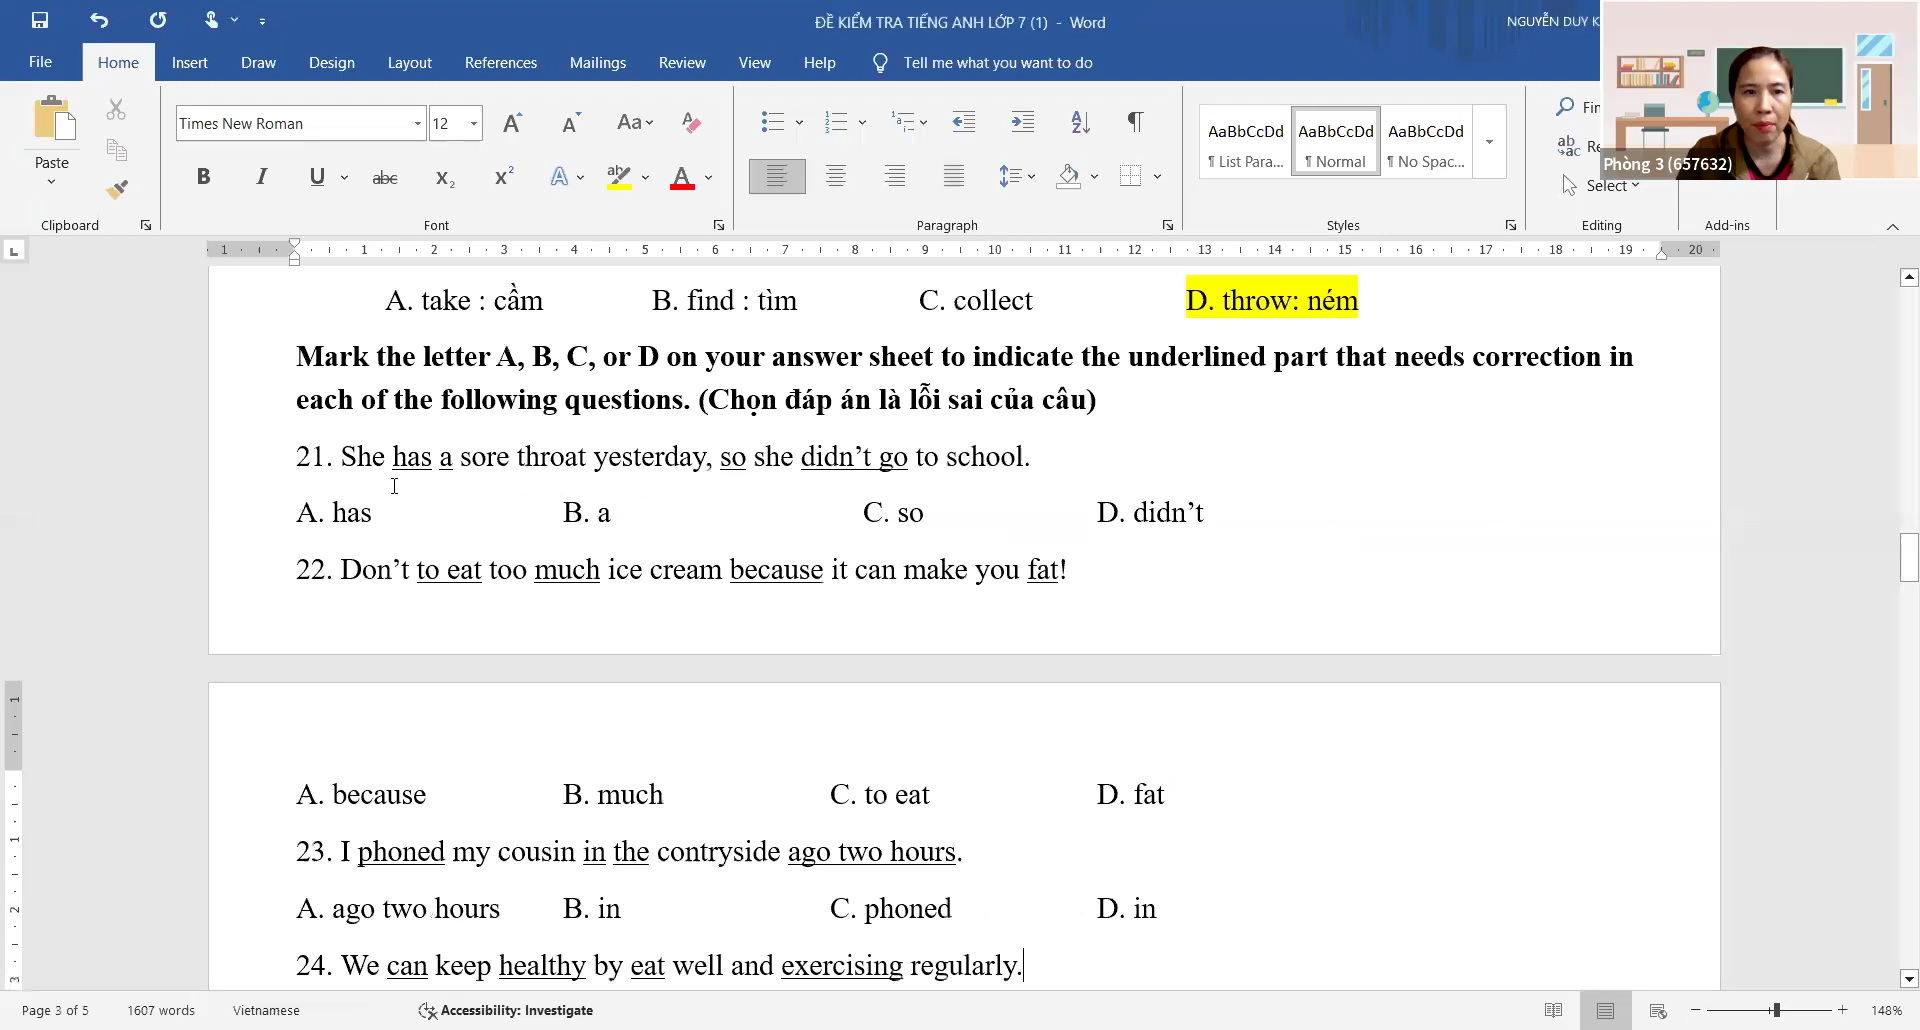 ĐỀ KIỂM TRA TIẾNG ANH LỚP 7 (1) - Word
NGUYỄN DUY K
File Home Insert Draw Design Layout References Mailings Review View Help Tell me what you want to do
Paste
Clipboard
Times New Roman 12
Font
Paragraph
AaBbCcDd AaBbCcDd AaBbCcDd
¶ List Para... ¶ Normal ¶ No Spac...
Styles
Select
Editing
Add-ins
Phòng 3 (657632)
A. take : cầm B. find : tìm C. collect D. throw: ném
Mark the letter A, B, C, or D on your answer sheet to indicate the underlined part that needs correction in
each of the following questions. (Chọn đáp án là lỗi sai của câu)
21. She has a sore throat yesterday, so she didn’t go to school.
A. has B. a C. so D. didn’t
22. Don’t to eat too much ice cream because it can make you fat!
A. because B. much C. to eat D. fat
23. I phoned my cousin in the contryside ago two hours.
A. ago two hours B. in C. phoned D. in
24. We can keep healthy by eat well and exercising regularly.
Page 3 of 5 1607 words Vietnamese Accessibility: Investigate 148%